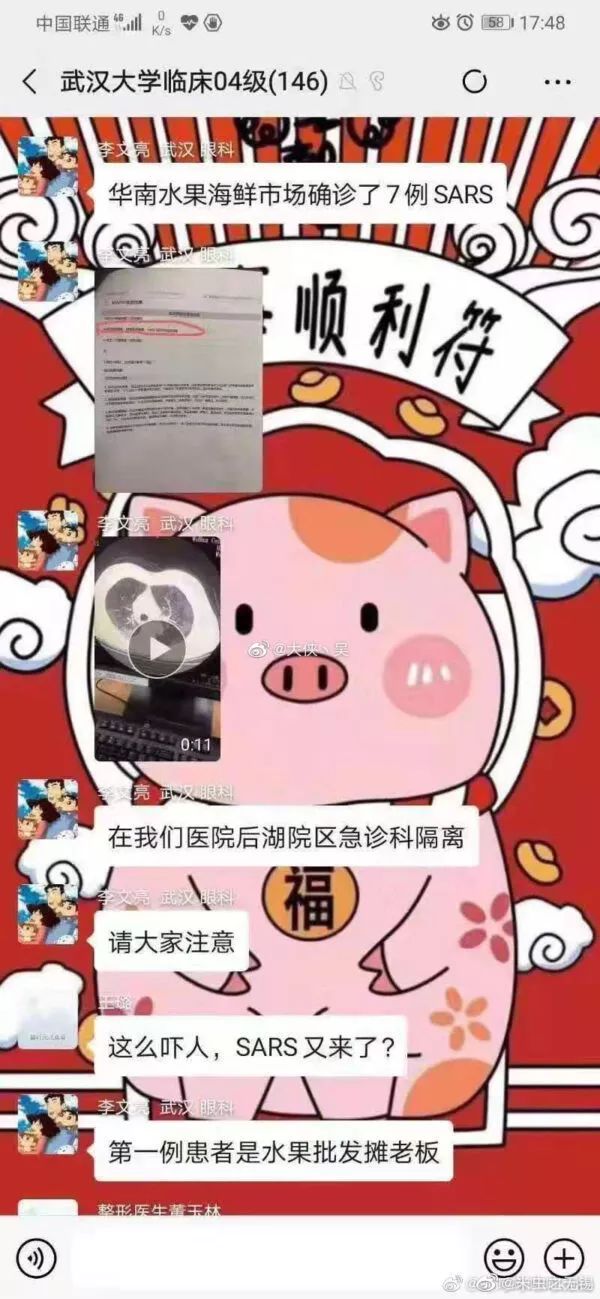 中国联通 4G 0 K/s 58 17:48
武汉大学临床04级(146)
李文亮 武汉 眼科
华南水果海鲜市场确诊了7例SARS
李文亮 武汉 眼科
顺利符
李文亮 武汉 眼科
@大侠丶吴
0:11
李文亮 武汉 眼科
在我们医院后湖院区急诊科隔离
福
李文亮 武汉 眼科
请大家注意
王璐
这么吓人，SARS又来了？
李文亮 武汉 眼科
第一例患者是水果批发摊老板
整形医生董玉林